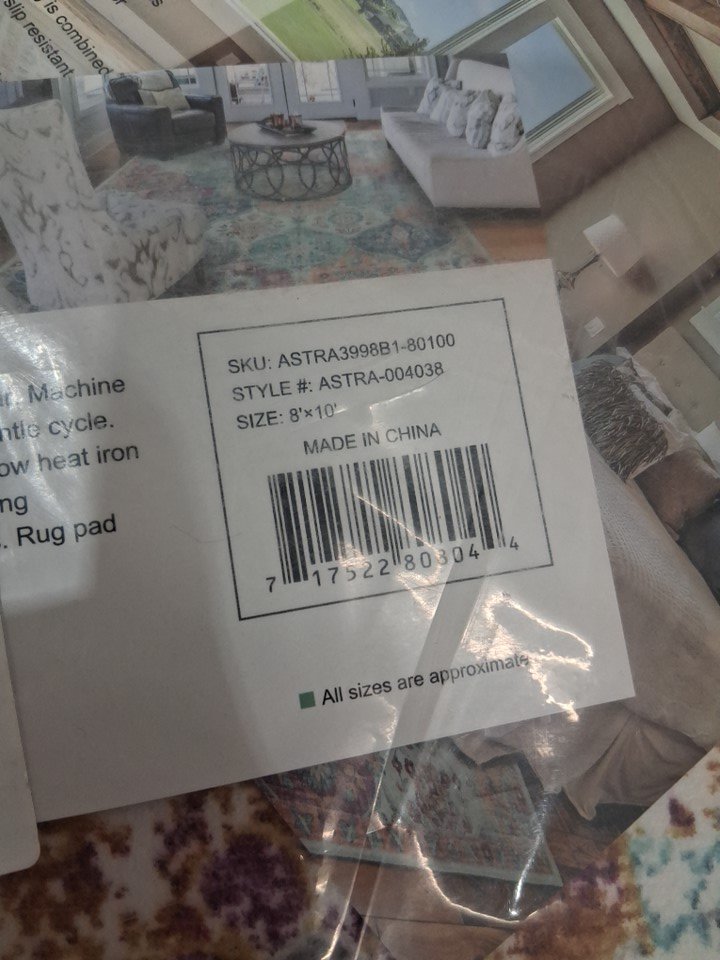 is combined
slip resistant
Machine
ntle cycle.
ow heat iron
ng
. Rug pad
SKU: ASTRA3998B1-80100
STYLE #: ASTRA-004038
SIZE: 8'×10'
MADE IN CHINA
7 17522 80304 4
All sizes are approximate